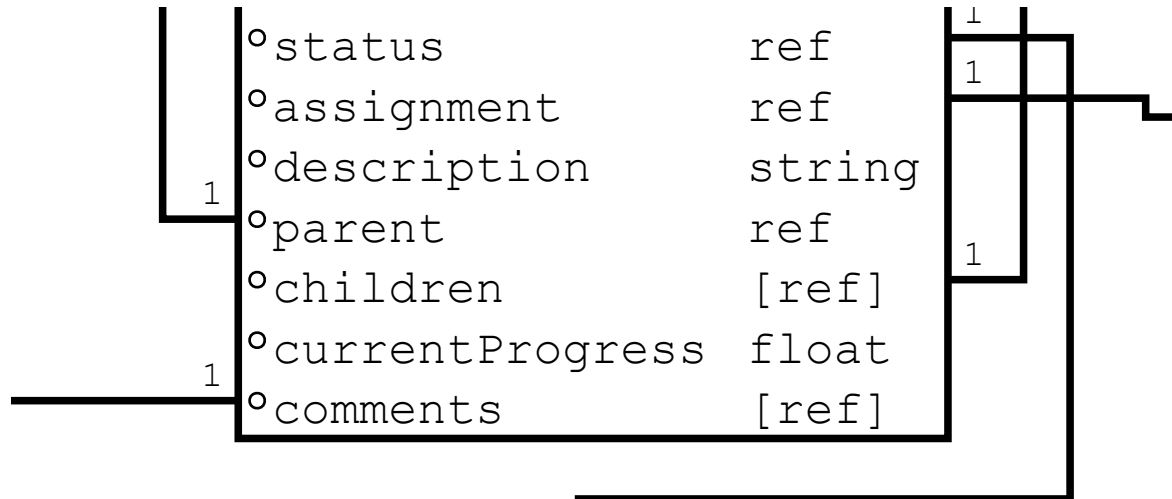 1
status ref
1
assignment ref
description string
1
parent ref
1
children [ref]
currentProgress float
1
comments [ref]